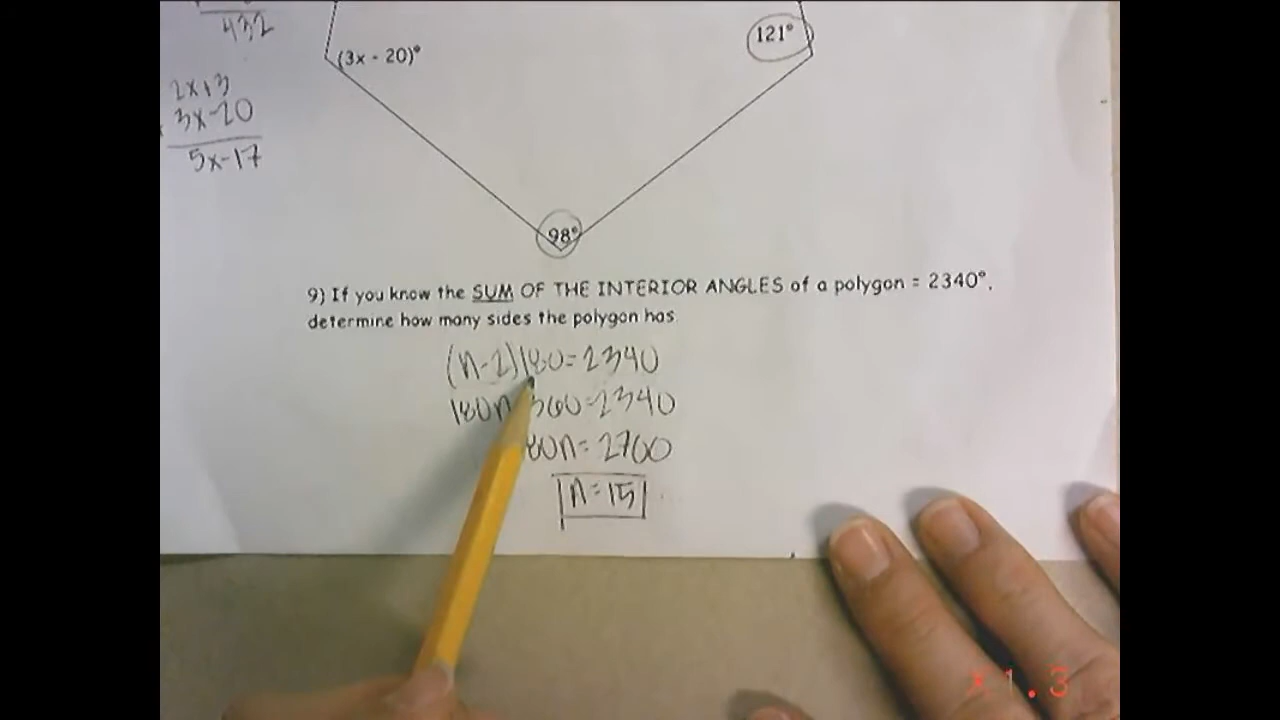 432
(3x - 20)°
121°
2x+3
3x-20
5x-17
98°
9) If you know the SUM OF THE INTERIOR ANGLES of a polygon = 2340°,
determine how many sides the polygon has.
(n-2)180=2340
180n 360=2340
80n= 2700
n=15
x1.3